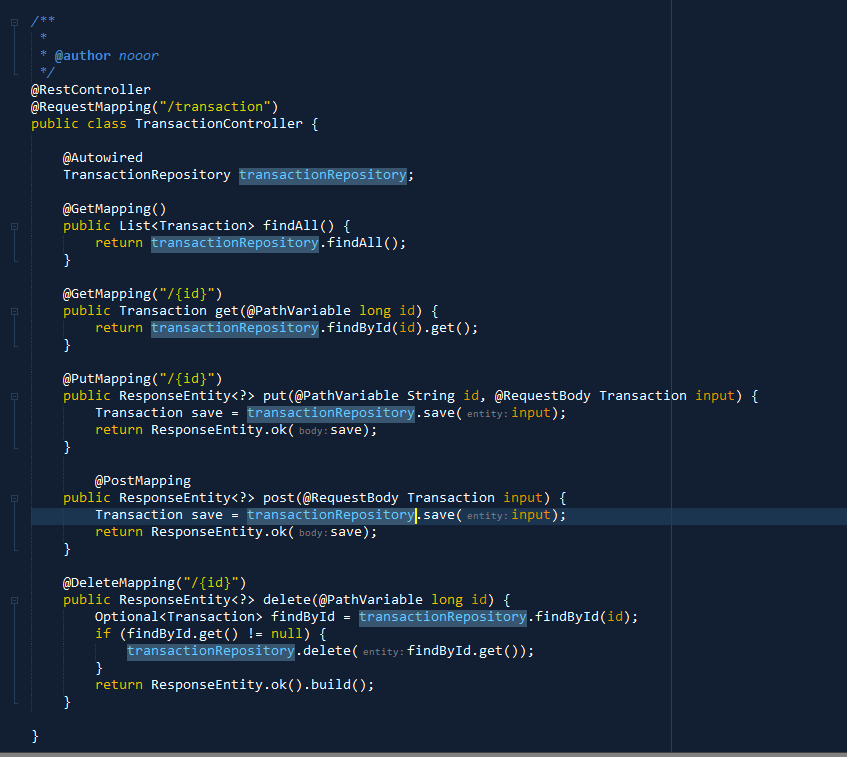 /**
 *
 * @author nooor
 */
@RestController
@RequestMapping("/transaction")
public class TransactionController {
@Autowired
TransactionRepository transactionRepository;
@GetMapping()
public List<Transaction> findAll() {
return transactionRepository.findAll();
}
@GetMapping("/{id}")
public Transaction get(@PathVariable long id) {
return transactionRepository.findById(id).get();
}
@PutMapping("/{id}")
public ResponseEntity<?> put(@PathVariable String id, @RequestBody Transaction input) {
Transaction save = transactionRepository.save( entity: input);
return ResponseEntity.ok( body: save);
}
@PostMapping
public ResponseEntity<?> post(@RequestBody Transaction input) {
Transaction save = transactionRepository.save( entity: input);
return ResponseEntity.ok( body: save);
}
@DeleteMapping("/{id}")
public ResponseEntity<?> delete(@PathVariable long id) {
Optional<Transaction> findById = transactionRepository.findById(id);
if (findById.get() != null) {
transactionRepository.delete( entity: findById.get());
}
return ResponseEntity.ok().build();
}
}